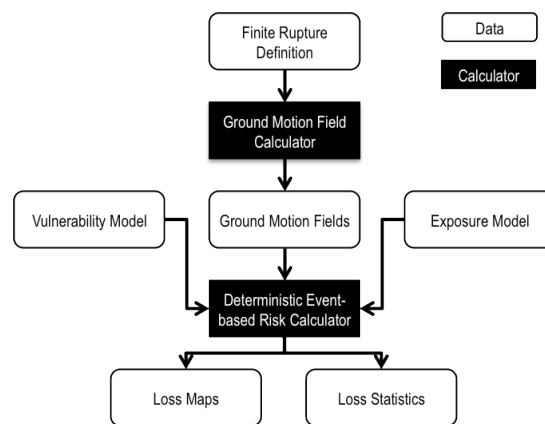 Finite Rupture
Definition
Data
Calculator
Ground Motion Field
Calculator
Vulnerability Model
Ground Motion Fields
Exposure Model
Deterministic Event-
based Risk Calculator
Loss Maps
Loss Statistics